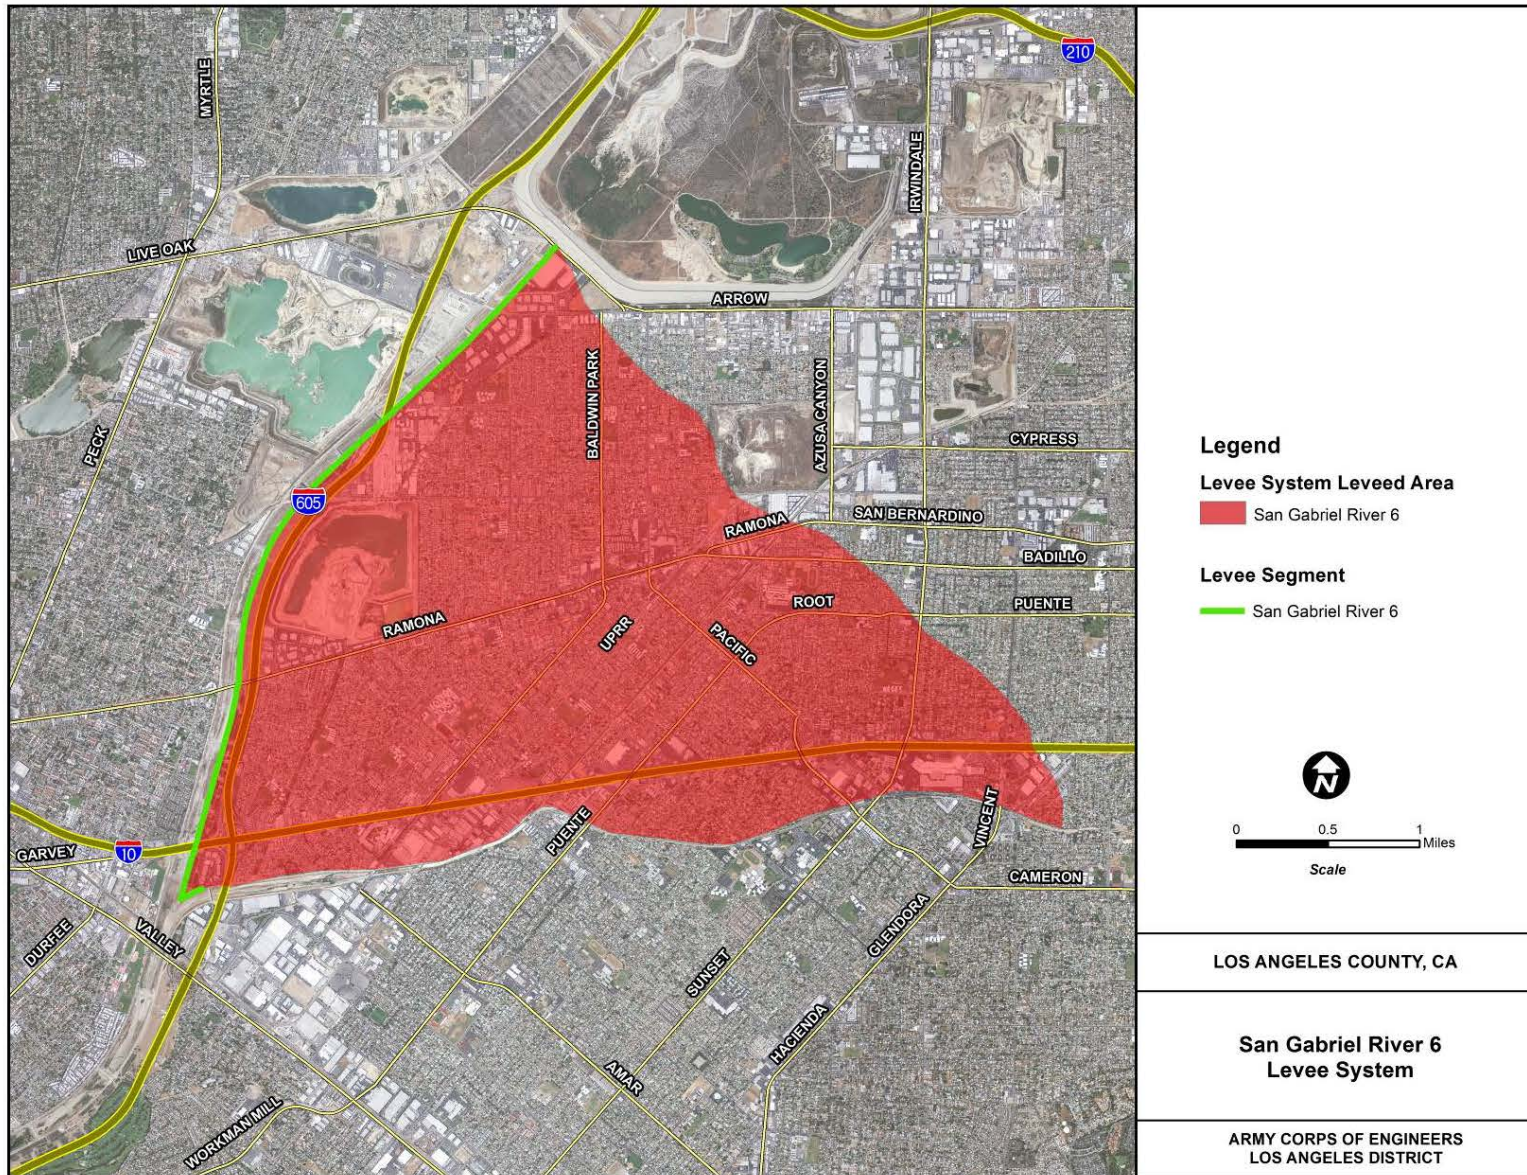 210
MYRTLE
IRWINDALE
LIVE OAK
ARROW
BALDWIN PARK
AZUSA CANYON
CYPRESS
PECK
605
SAN BERNARDINO
RAMONA
BADILLO
ROOT
PUENTE
RAMONA
UPRR
PACIFIC
VINCENT
PUENTE
GARVEY
10
CAMERON
DURFEE
VALLEY
GLENDORA
SUNSET
HACIENDA
AMAR
WORKMAN MILL
Legend
Levee System Leveed Area
San Gabriel River 6
Levee Segment
San Gabriel River 6
N
0 0.5 1
Miles
Scale
LOS ANGELES COUNTY, CA
San Gabriel River 6
Levee System
ARMY CORPS OF ENGINEERS
LOS ANGELES DISTRICT